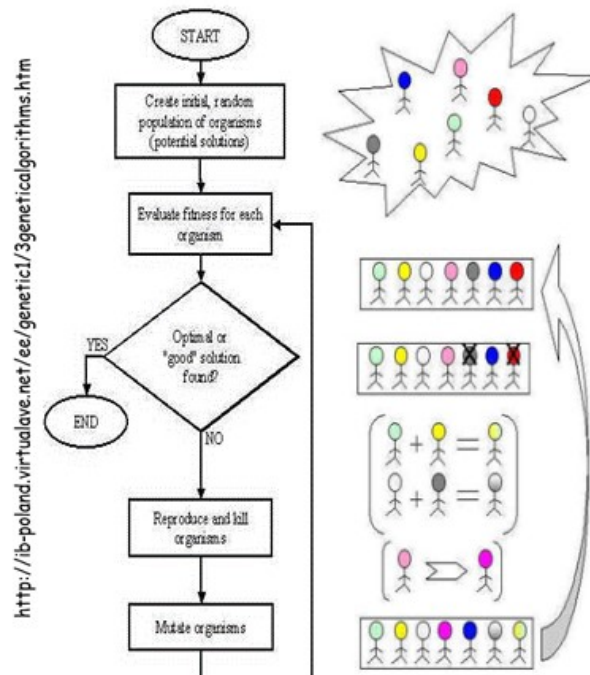 http://ib-poland.virtualave.net/ee/genetic1/3geneticalgorithms.htm
START
Create initial, random
population of organisms
(potential solutions)
Evaluate fitness for each
organism
Optimal or
"good" solution
found?
YES
END
NO
Reproduce and kill
organisms
Mutate organisms
+ =
+ =